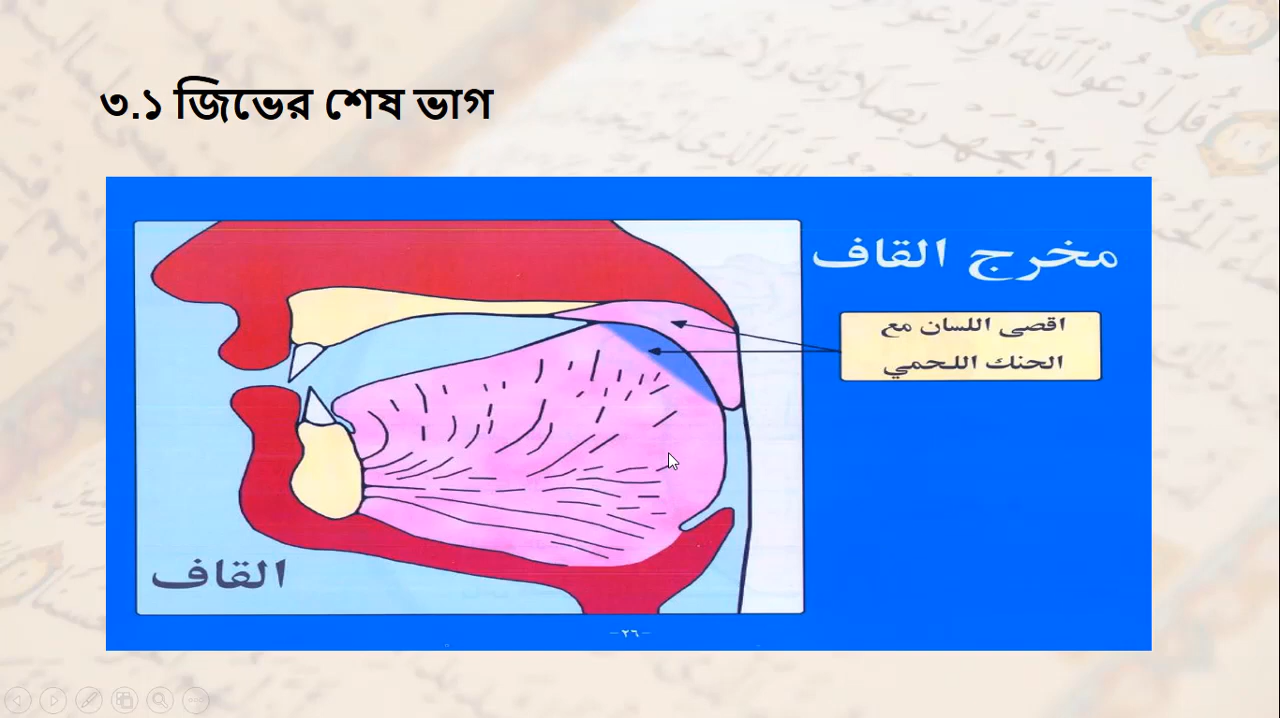 ৩.১ জিভের শেষ ভাগ
مخرج القاف
اقصى اللسان مع
الحنك اللحمي
القاف
-٢٦-